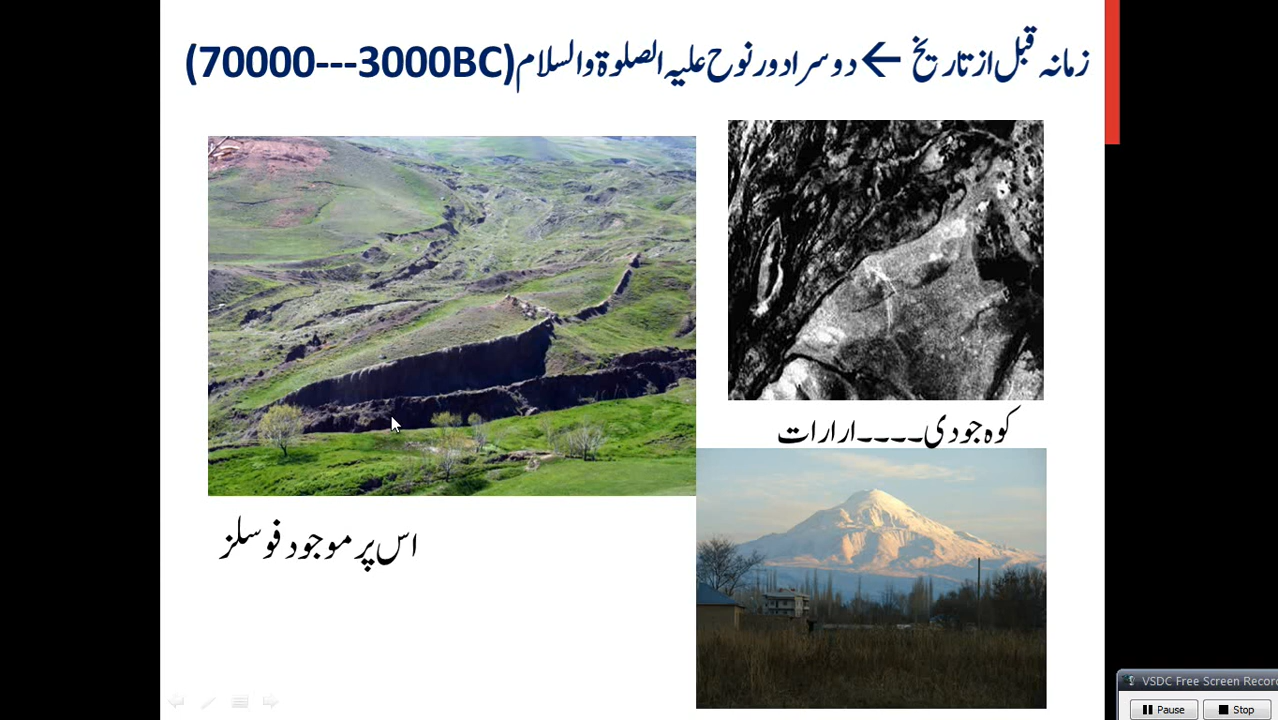 زمانہ قبل از تاریخ ← دوسرا دور نوح علیہ الصلوۃ والسلام (70000---3000BC)
کوہ جودی۔۔۔۔ارارات
اس پر موجود فوسلز
VSDC Free Screen Recor
Pause Stop